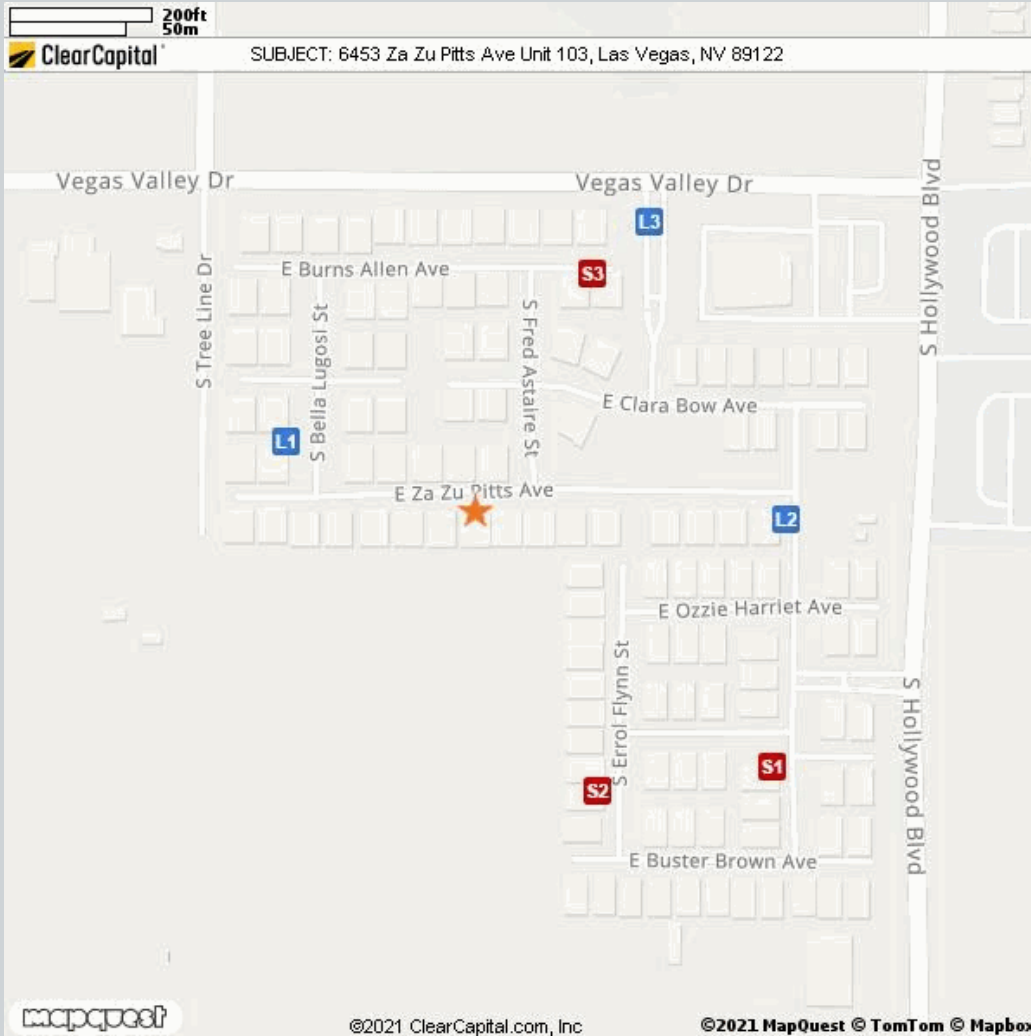 200ft
50m
ClearCapital
SUBJECT: 6453 Za Zu Pitts Ave Unit 103, Las Vegas, NV 89122
Vegas Valley Dr
Vegas Valley Dr
S Hollywood Blvd
L3
E Burns Allen Ave
S3
S Tree Line Dr
S Bella Lugosi St
S Fred Astaire St
E Clara Bow Ave
L1
E Za Zu Pitts Ave
L2
E Ozzie Harriet Ave
S Errol Flynn St
S Hollywood Blvd
S1
S2
E Buster Brown Ave
mapquest
©2021 ClearCapital.com, Inc
©2021 MapQuest © TomTom © Mapbox